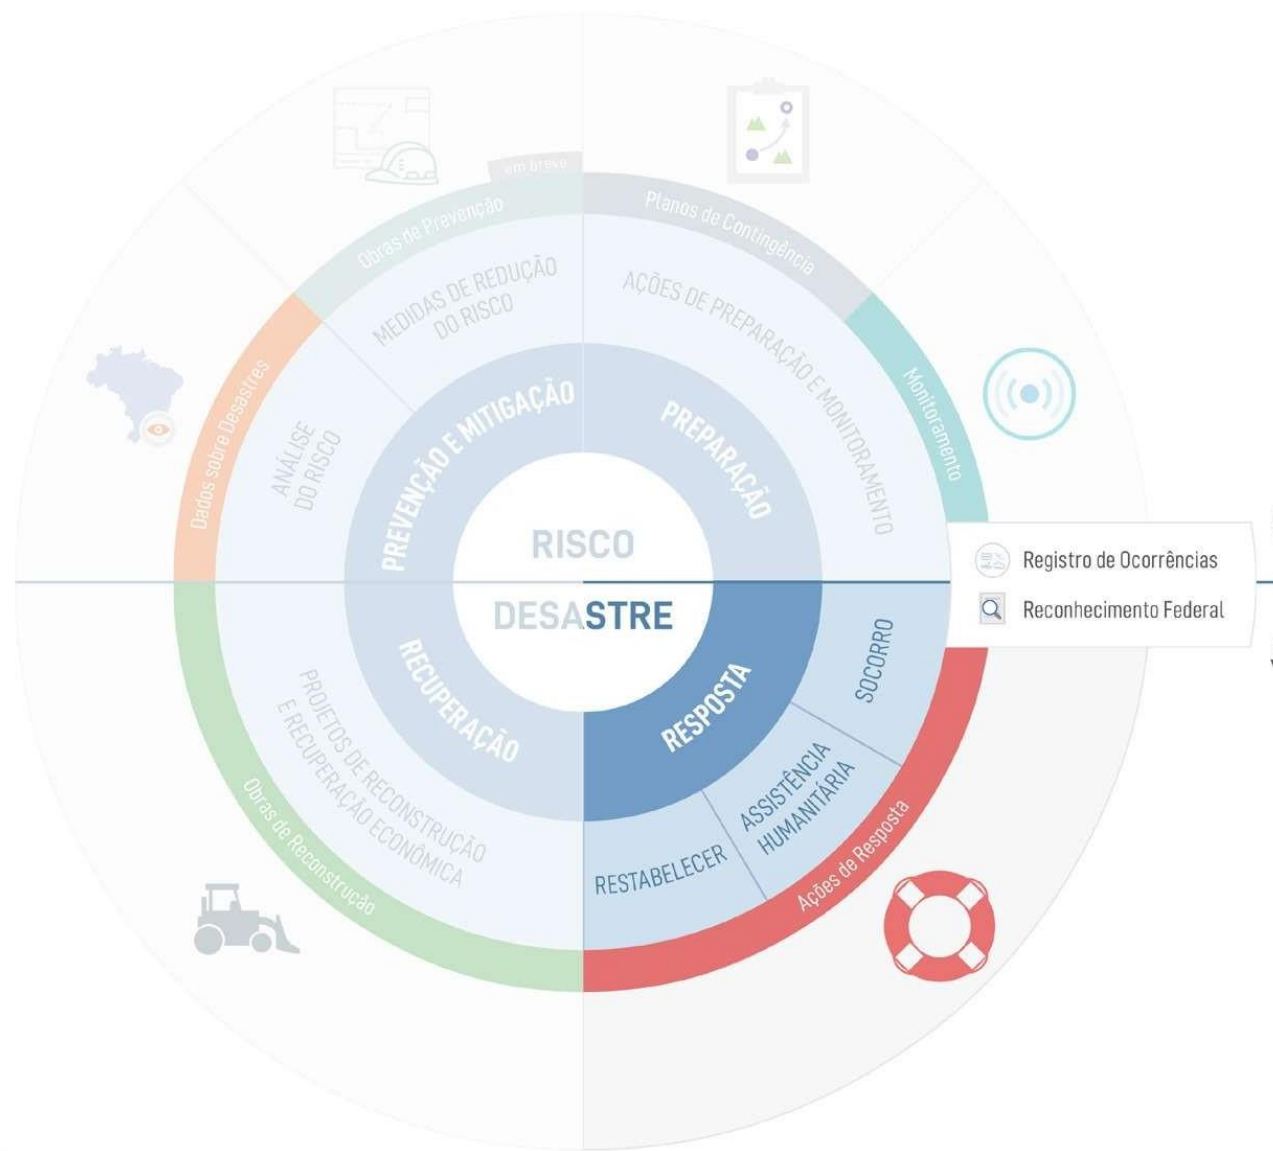 em breve
Obras de Prevenção
Planos de Contingência
MEDIDAS DE REDUÇÃO
DO RISCO
AÇÕES DE PREPARAÇÃO E MONITORAMENTO
Dados sobre Desastres
ANÁLISE
DO RISCO
PREVENÇÃO E MITIGAÇÃO
PREPARAÇÃO
Monitoramento
RISCO
DESASTRE
Registro de Ocorrências
Reconhecimento Federal
RECUPERAÇÃO
RESPOSTA
SOCORRO
PROJETOS DE RECONSTRUÇÃO
E RECUPERAÇÃO ECONÔMICA
ASSISTÊNCIA
HUMANITÁRIA
RESTABELECER
Obras de Reconstrução
Ações de Resposta